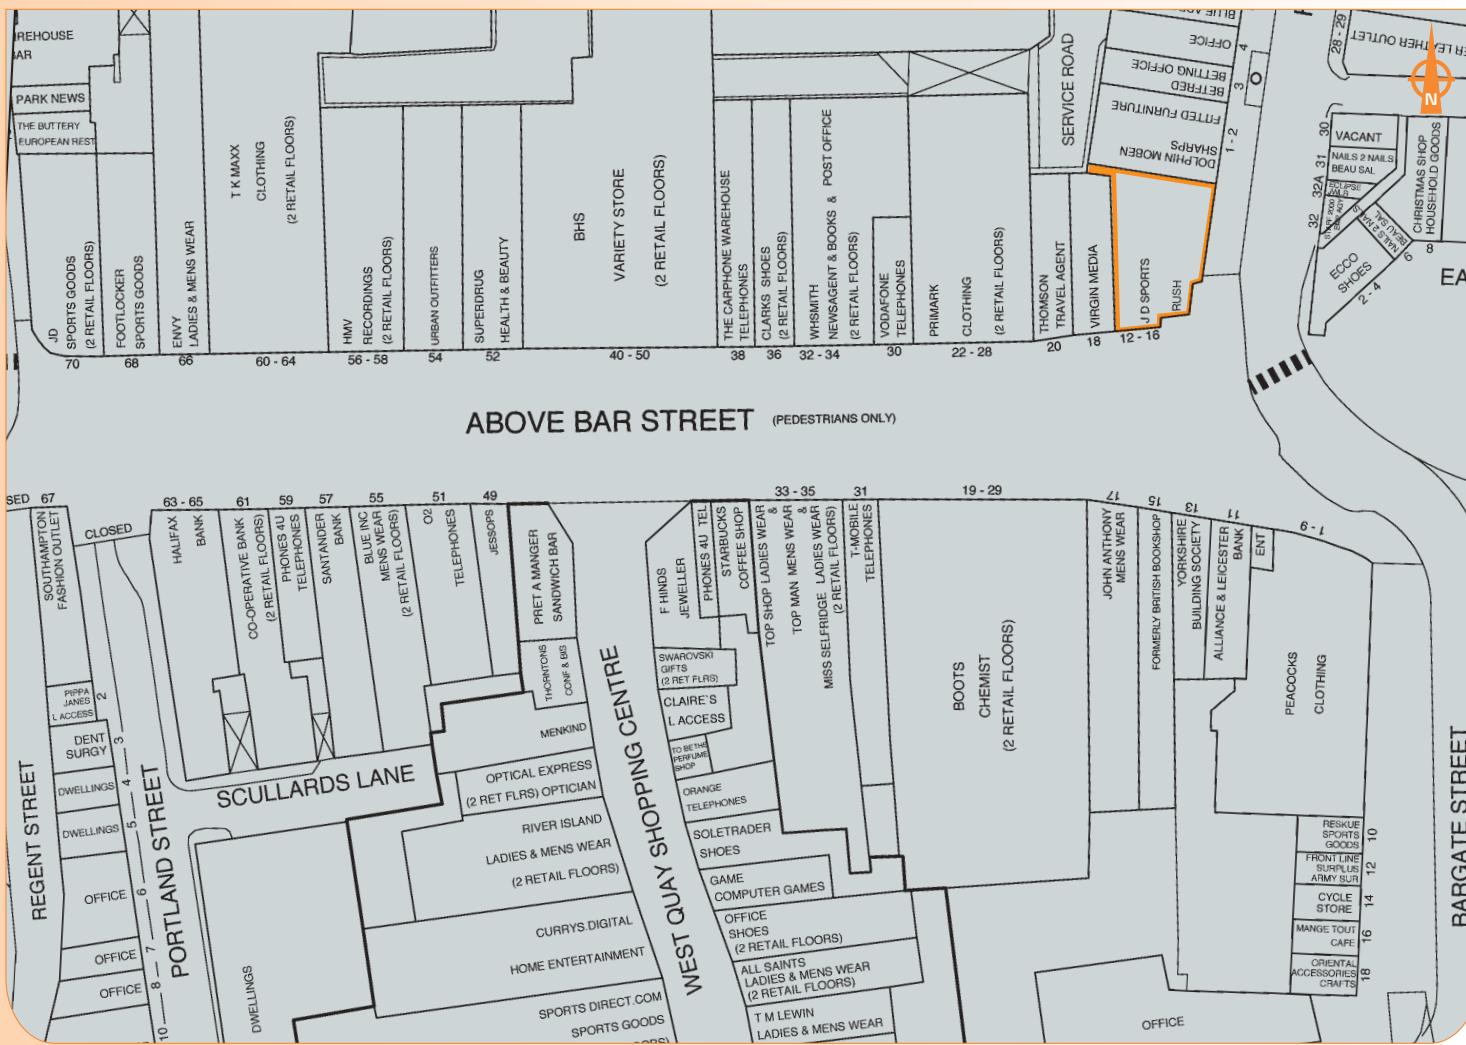 BAR
PARK NEWS
THE BUTTERY
EUROPEAN REST
JD
SPORTS GOODS
(2 RETAIL FLOORS)
70
FOOTLOCKER
SPORTS GOODS
68
ENVY
LADIES & MENS WEAR
66
T K MAXX
CLOTHING
(2 RETAIL FLOORS)
60 - 64
HMV
RECORDINGS
(2 RETAIL FLOORS)
56 - 58
URBAN OUTFITTERS
54
SUPERDRUG
HEALTH & BEAUTY
52
BHS
VARIETY STORE
(2 RETAIL FLOORS)
40 - 50
THE CARPHONE WAREHOUSE
TELEPHONES
38
CLARKS SHOES
(2 RETAIL FLOORS)
36
WHSMITH
NEWSAGENT & BOOKS & POST OFFICE
(2 RETAIL FLOORS)
32 - 34
VODAFONE
TELEPHONES
30
PRIMARK
CLOTHING
(2 RETAIL FLOORS)
22 - 28
THOMSON
TRAVEL AGENT
20
VIRGIN MEDIA
18
J D SPORTS
RUSH
12 - 16
SERVICE ROAD
OFFICE
4
BETFRED
BETTING OFFICE
3
DOLPHIN MOBEN
SHARPS
FITTED FURNITURE
1 - 2
28 - 29
LEATHER OUTLET
N
30
VACANT
31
NAILS 2 NAILS
BEAU SAL
32A
ECLIPSE
32
NAILS 2 NAILS
BEAU SAL
6
ECCO
SHOES
2 - 4
CHRISTMAS SHOP
HOUSEHOLD GOODS
8
EA
ABOVE BAR STREET (PEDESTRIANS ONLY)
SED
67
SOUTHAMPTON
FASHION OUTLET
CLOSED
63 - 65
HALIFAX
BANK
61
CO-OPERATIVE BANK
(2 RETAIL FLOORS)
59
PHONES 4U
TELEPHONES
57
SANTANDER
BANK
55
BLUE INC
MENS WEAR
(2 RETAIL FLOORS)
51
O2
TELEPHONES
49
JESSOPS
PRET A MANGER
SANDWICH BAR
THORNTONS
CONF & BIS
MENKIND
OPTICAL EXPRESS
(2 RET FLRS) OPTICIAN
RIVER ISLAND
LADIES & MENS WEAR
(2 RETAIL FLOORS)
CURRYS.DIGITAL
HOME ENTERTAINMENT
SPORTS DIRECT.COM
SPORTS GOODS
WEST QUAY SHOPPING CENTRE
F HINDS
JEWELLER
PHONES 4U TEL
STARBUCKS
COFFEE SHOP
SWAROVSKI
GIFTS
(2 RET FLRS)
CLAIRE'S
L ACCESS
TO BE THE
PERFUME
SHOP
ORANGE
TELEPHONES
SOLETRADER
SHOES
GAME
COMPUTER GAMES
OFFICE
SHOES
(2 RETAIL FLOORS)
ALL SAINTS
LADIES & MENS WEAR
(2 RETAIL FLOORS)
T M LEWIN
LADIES & MENS WEAR
33 - 35
TOP SHOP LADIES WEAR
&
TOP MAN MENS WEAR
&
MISS SELFRIDGE LADIES WEAR
(2 RETAIL FLOORS)
31
T-MOBILE
TELEPHONES
19 - 29
BOOTS
CHEMIST
(2 RETAIL FLOORS)
17
JOHN ANTHONY
MENS WEAR
15
FORMERLY BRITISH BOOKSHOP
13
YORKSHIRE
BUILDING SOCIETY
11
ALLIANCE & LEICESTER
BANK
ENT
1 - 9
PEACOCKS
CLOTHING
RESKUE
SPORTS
GOODS
10
FRONT LINE
SURPLUS
ARMY SUR
12
CYCLE
STORE
14
MANGE TOUT
CAFE
16
ORIENTAL
ACCESSORIES
CRAFTS
18
OFFICE
BARGATE STREET
PIPPA
JANES
L ACCESS
2
DENT
SURGY
3
DWELLINGS
4
DWELLINGS
5
OFFICE
6
OFFICE
7
OFFICE
8
10
REGENT STREET
PORTLAND STREET
SCULLARDS LANE
DWELLINGS